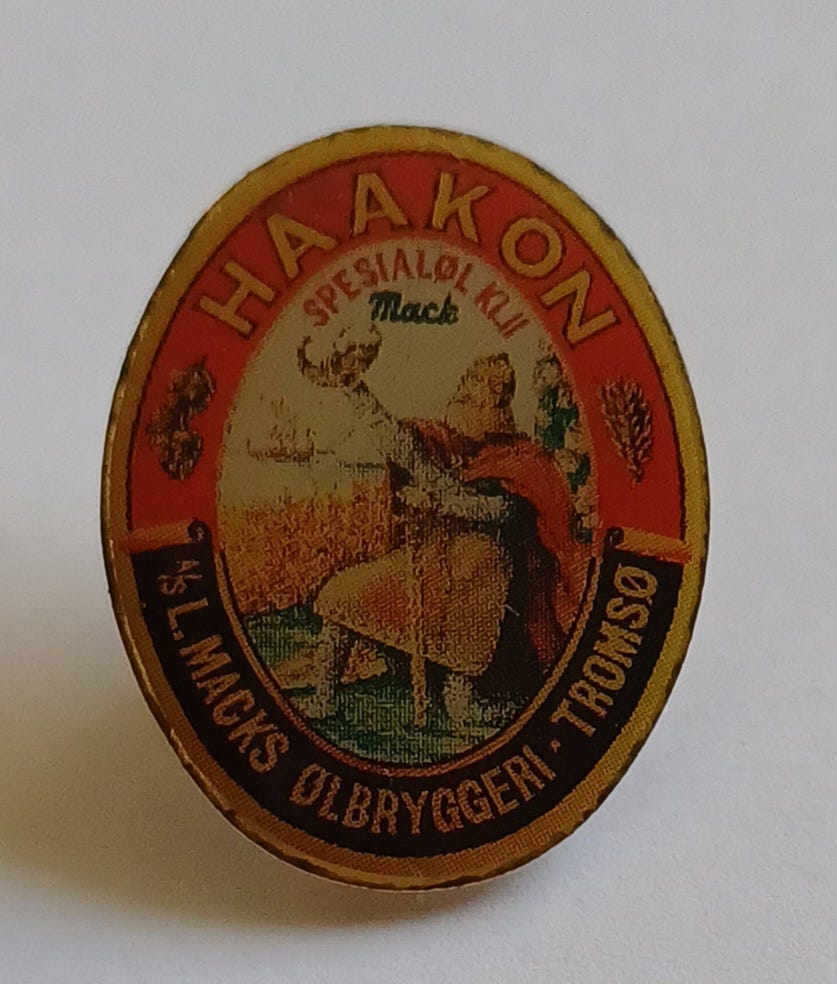 HAAKON
SPESIALØL KL.II
Mack
A/S L. MACKS ØLBRYGGERI · TROMSØ